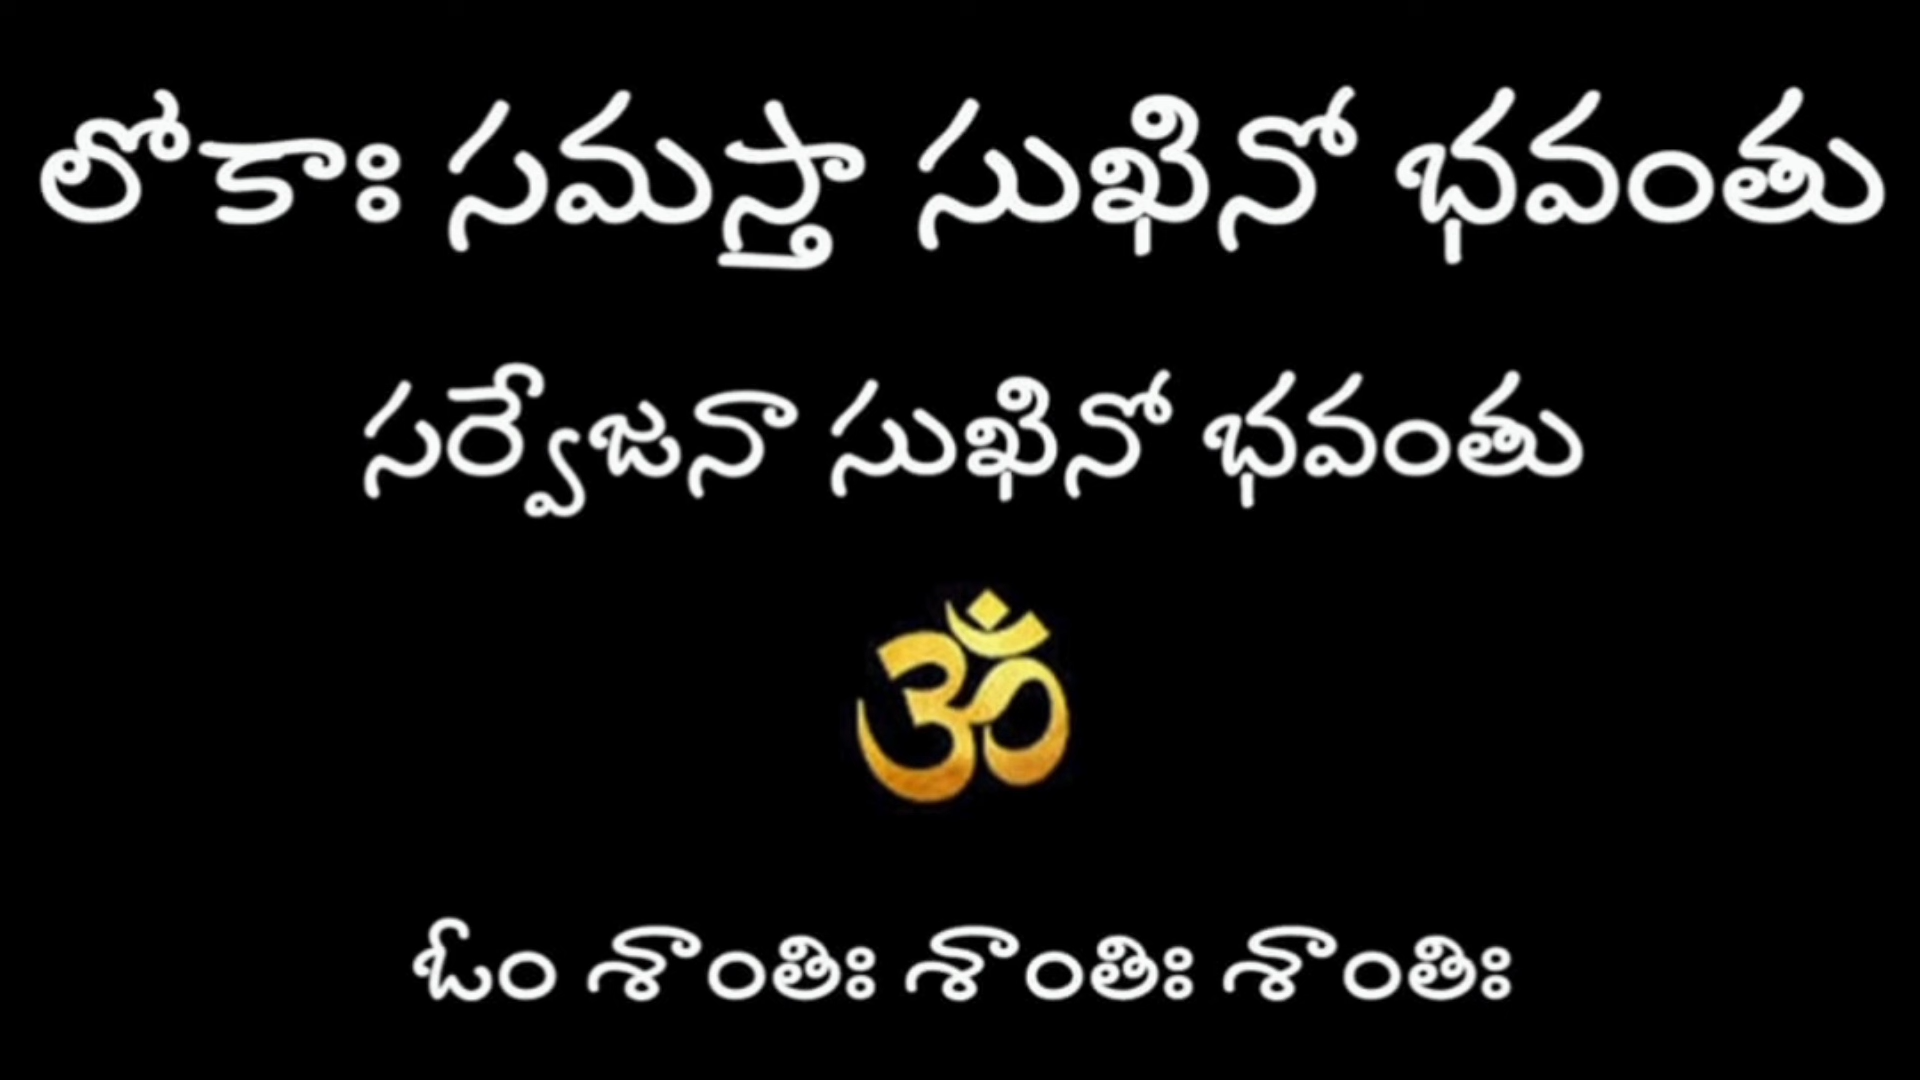 లోకాః సమస్తా సుఖినో భవంతు
సర్వేజనా సుఖినో భవంతు
ॐ
ఓం శాంతిః శాంతిః శాంతిః